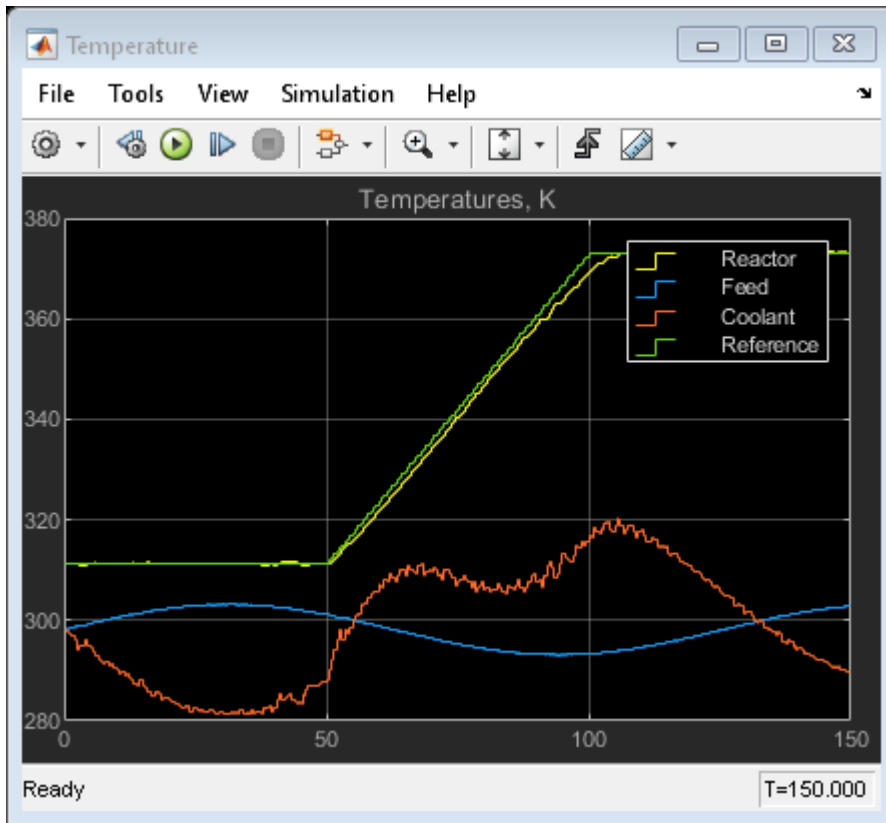 Temperature
File Tools View Simulation Help
Temperatures, K
380
360
340
320
300
280
0 50 100 150
Reactor
Feed
Coolant
Reference
Ready T=150.000